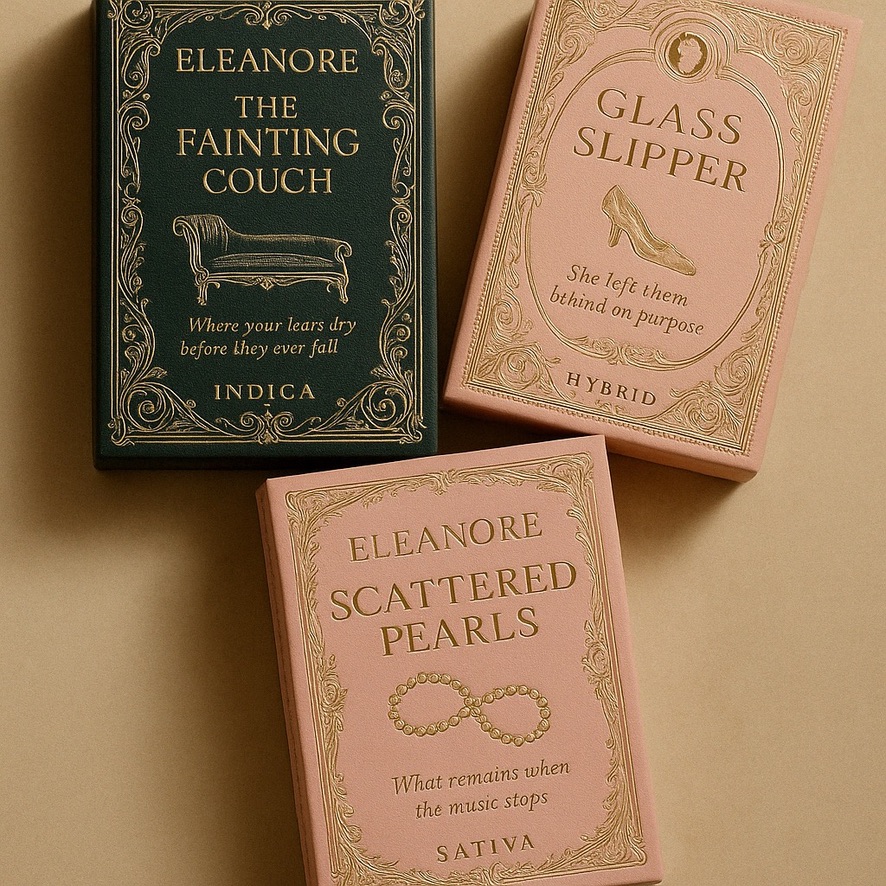 ELEANORE
THE
FAINTING
COUCH
Where your lears dry
before they ever fall
INDICA
GLASS
SLIPPER
She left them
bthind on purpose
HYBRID
ELEANORE
SCATTERED
PEARLS
What remains when
the music stops
SATIVA